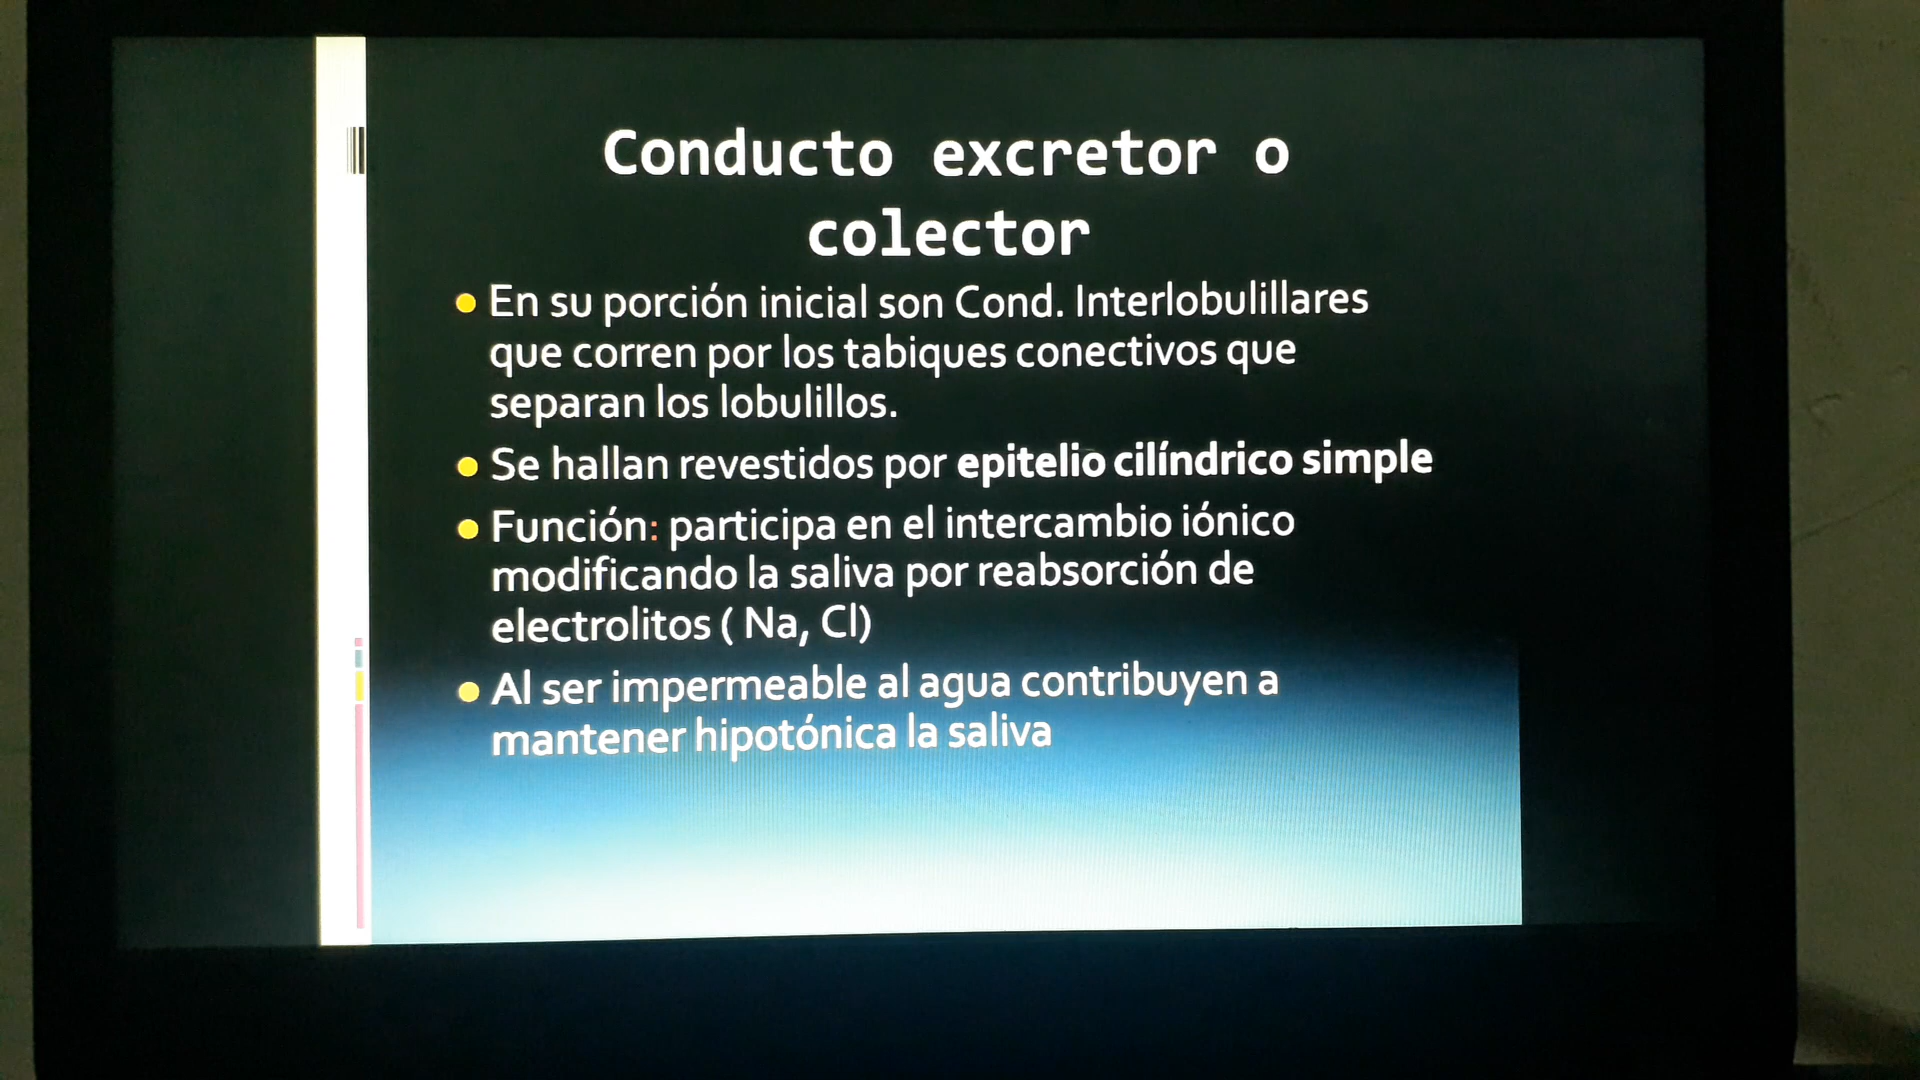 Conducto excretor o
colector
En su porción inicial son Cond. Interlobulillares
que corren por los tabiques conectivos que
separan los lobulillos.
Se hallan revestidos por epitelio cilíndrico simple
Función: participa en el intercambio iónico
modificando la saliva por reabsorción de
electrolitos ( Na, Cl)
Al ser impermeable al agua contribuyen a
mantener hipotónica la saliva